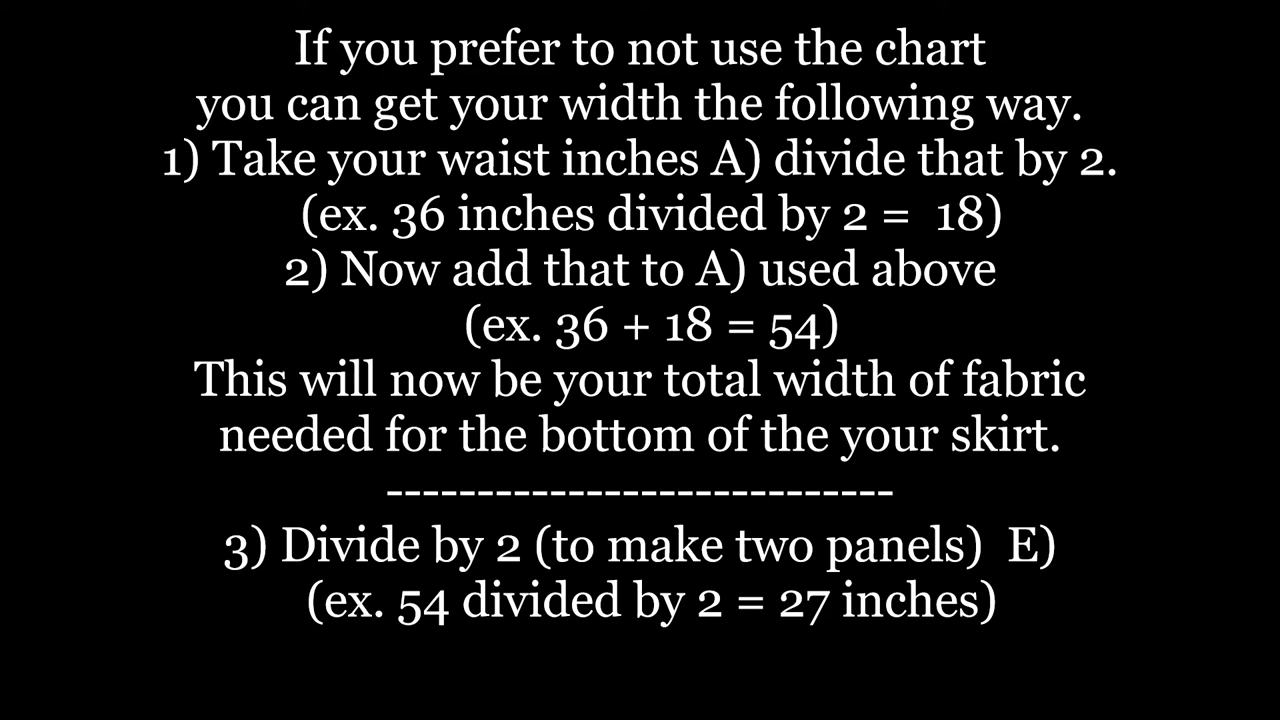 If you prefer to not use the chart
you can get your width the following way.
1) Take your waist inches A) divide that by 2.
(ex. 36 inches divided by 2 =  18)
2) Now add that to A) used above
(ex. 36 + 18 = 54)
This will now be your total width of fabric
needed for the bottom of the your skirt.
----------------------------
3) Divide by 2 (to make two panels)  E)
(ex. 54 divided by 2 = 27 inches)